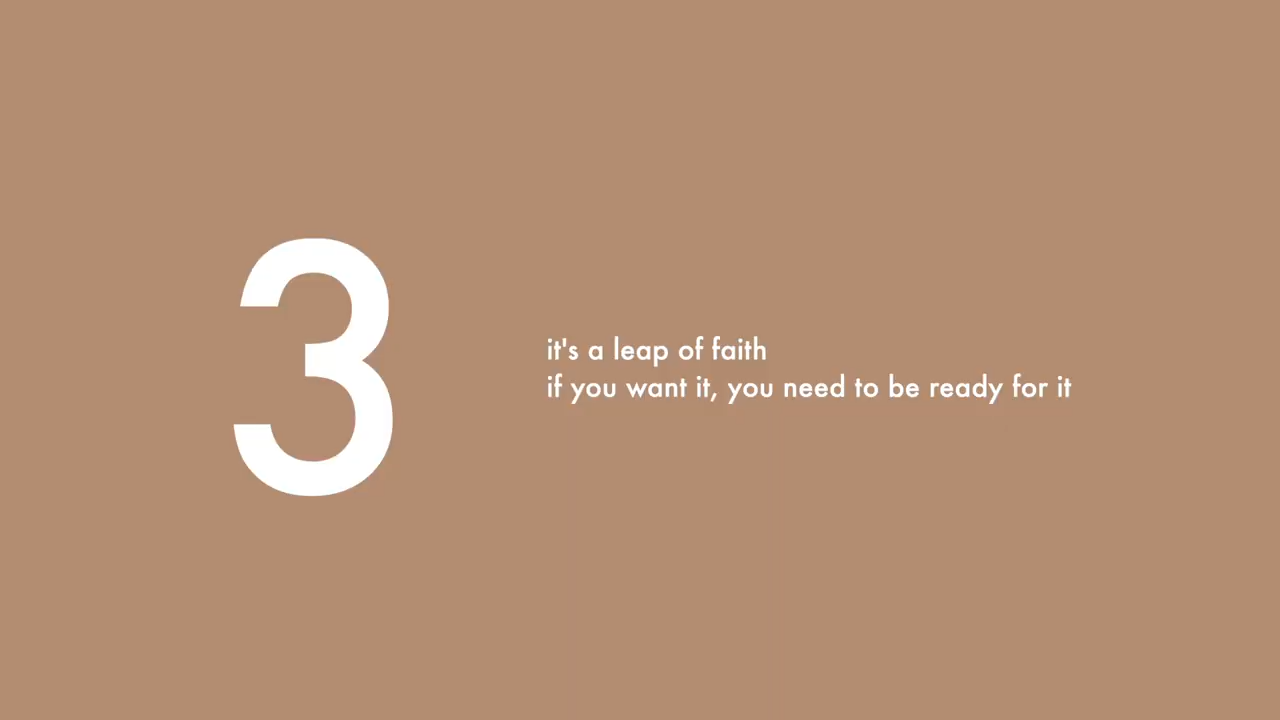 3
it's a leap of faith
if you want it, you need to be ready for it